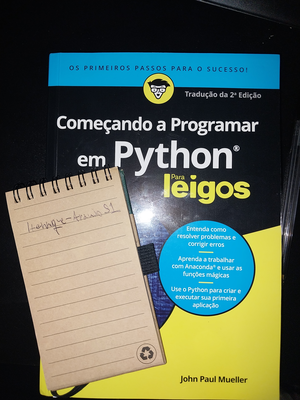 OS PRIMEIROS PASSOS PARA O SUCESSO!
Tradução da 2ª Edição
Começando a Programar
em Python®
Para
leigos
Entenda como
resolver problemas e
corrigir erros
Aprenda a trabalhar
com Anaconda® e usar as
funções mágicas
Use o Python para criar e
executar sua primeira
aplicação
John Paul Mueller